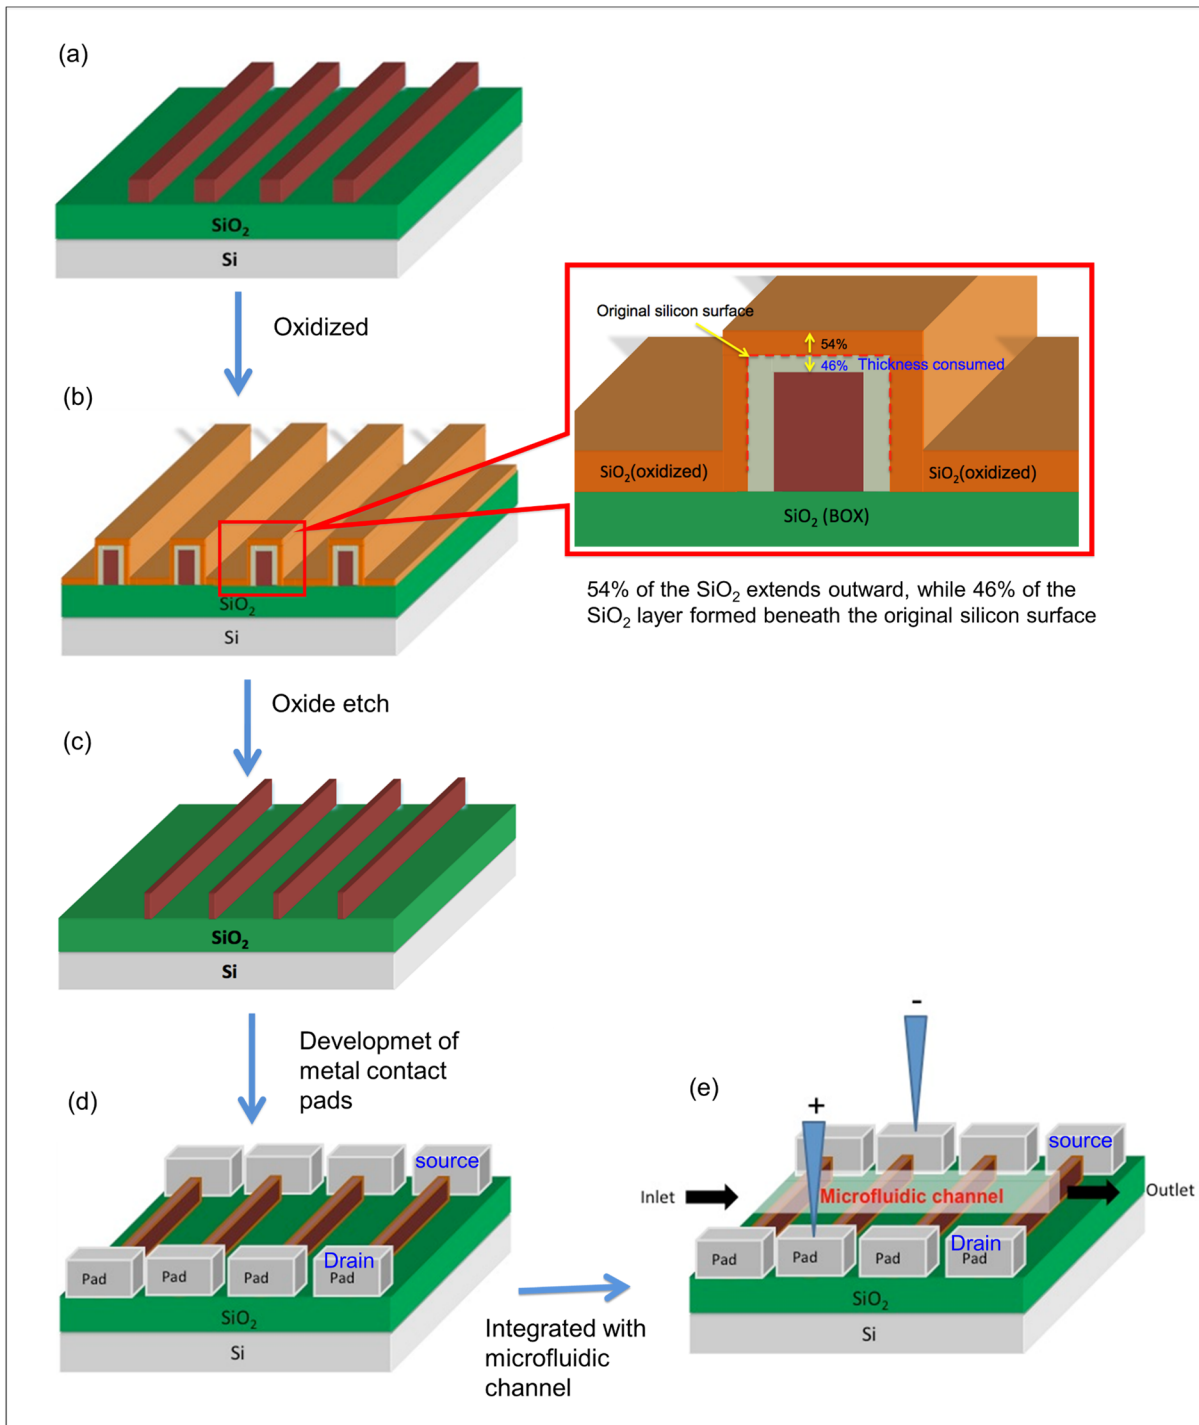 (a)
SiO₂
Si
Oxidized
Original silicon surface
54%
46% Thickness consumed
SiO₂(oxidized)
SiO₂(oxidized)
SiO₂ (BOX)
(b)
SiO₂
Si
54% of the SiO₂ extends outward, while 46% of the
SiO₂ layer formed beneath the original silicon surface
Oxide etch
(c)
SiO₂
Si
Developmet of
metal contact
pads
(d)
source
Drain
Pad
Pad
Pad
Pad
SiO₂
Si
Integrated with
microfluidic
channel
(e)
-
+
source
Inlet
Microfluidic channel
Outlet
Drain
Pad
Pad
Pad
Pad
SiO₂
Si